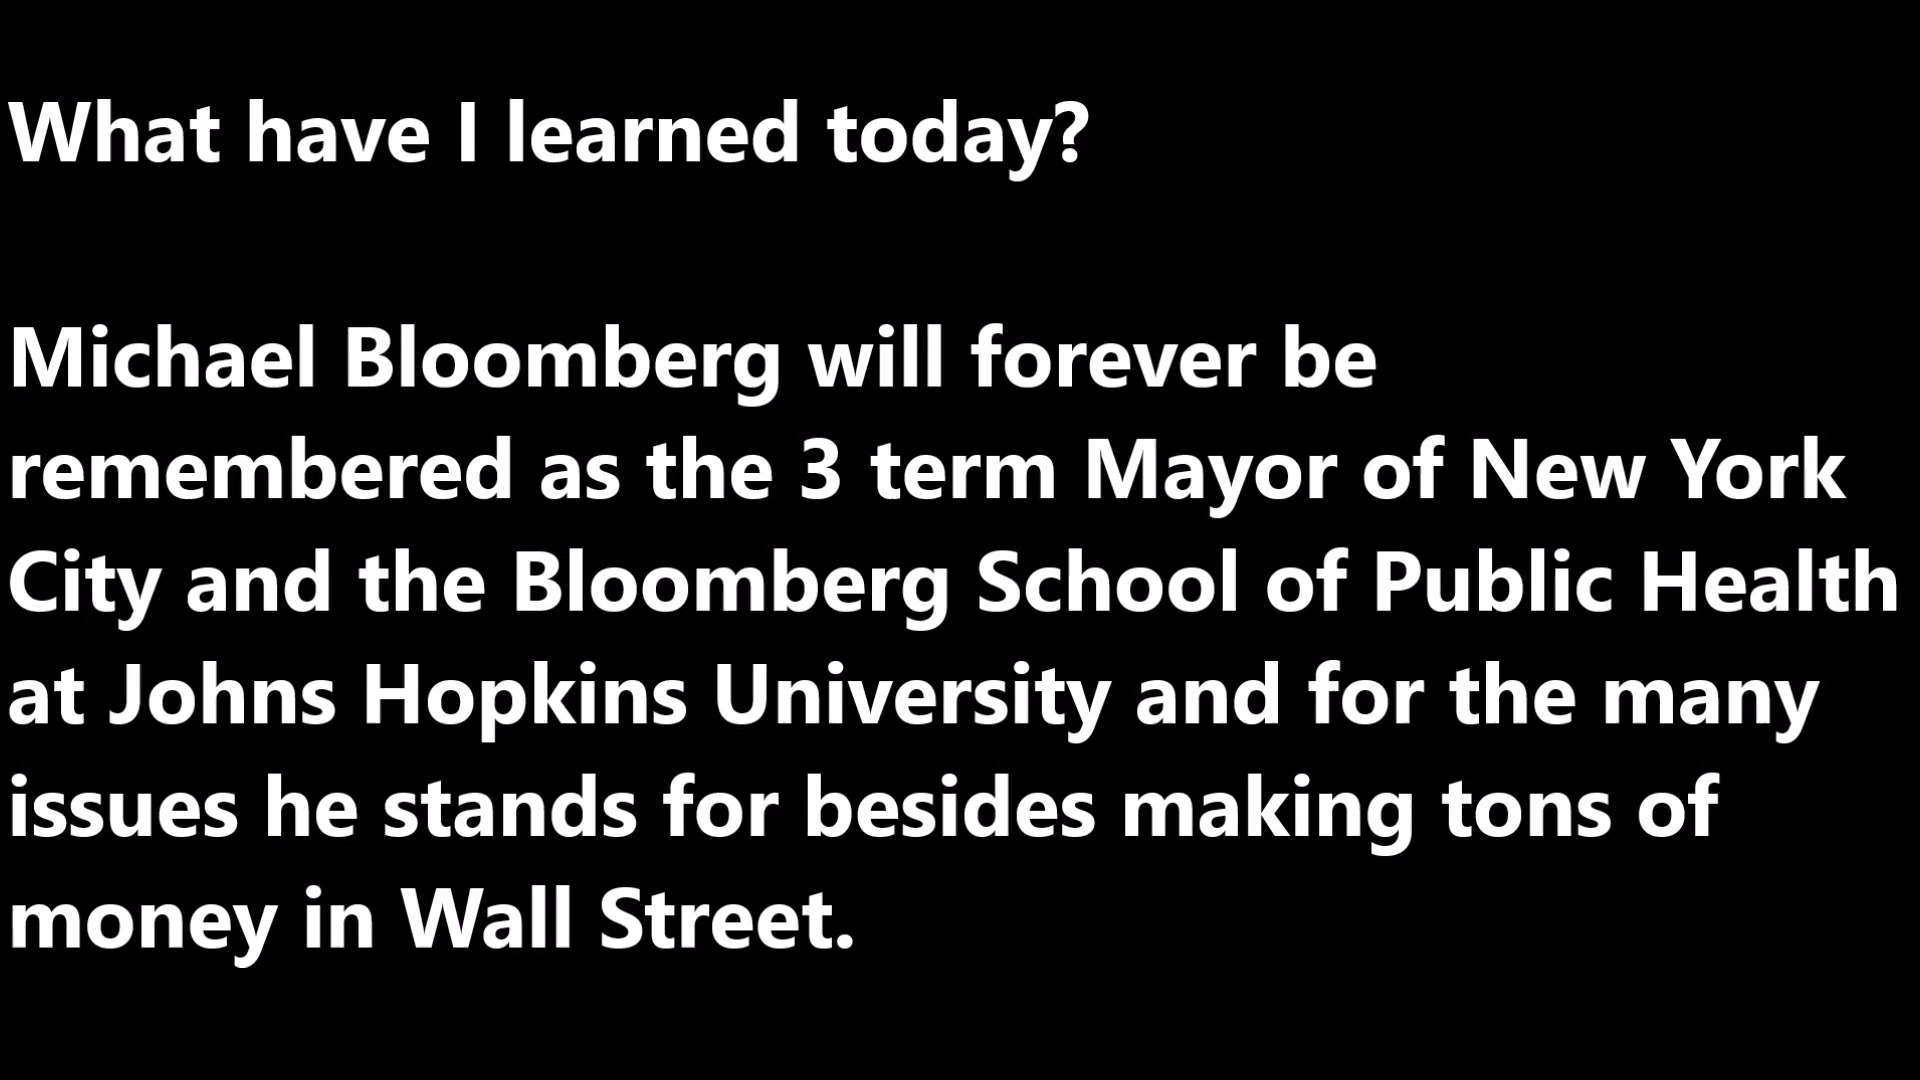 What have I learned today?
Michael Bloomberg will forever be
remembered as the 3 term Mayor of New York
City and the Bloomberg School of Public Health
at Johns Hopkins University and for the many
issues he stands for besides making tons of
money in Wall Street.